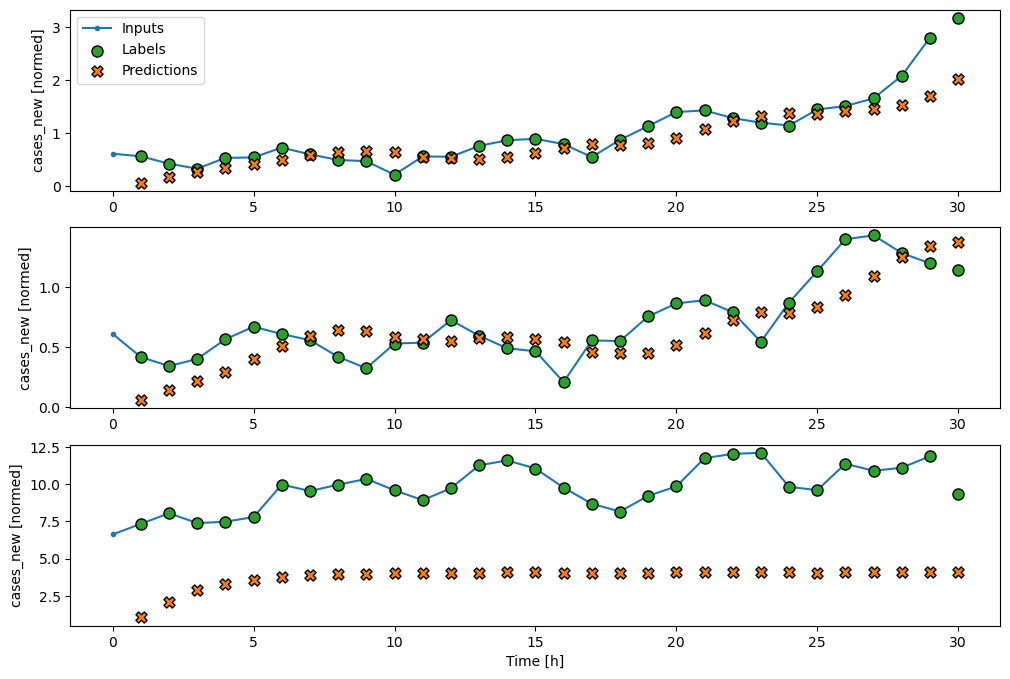 cases_new [normed]
3
2
1
0
Inputs
Labels
Predictions
0 5 10 15 20 25 30
cases_new [normed]
1.0
0.5
0.0
0 5 10 15 20 25 30
cases_new [normed]
12.5
10.0
7.5
5.0
2.5
0 5 10 15 20 25 30
Time [h]